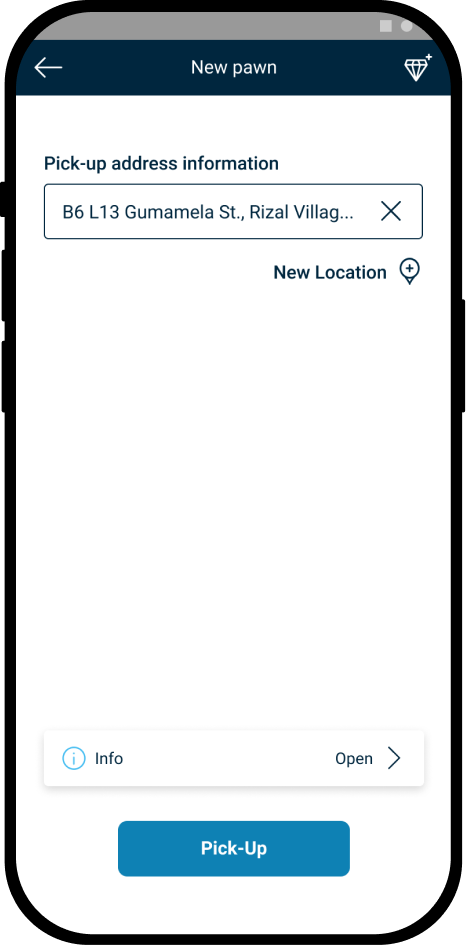 New pawn
Pick-up address information
B6 L13 Gumamela St., Rizal Villag...
New Location
Info Open
Pick-Up